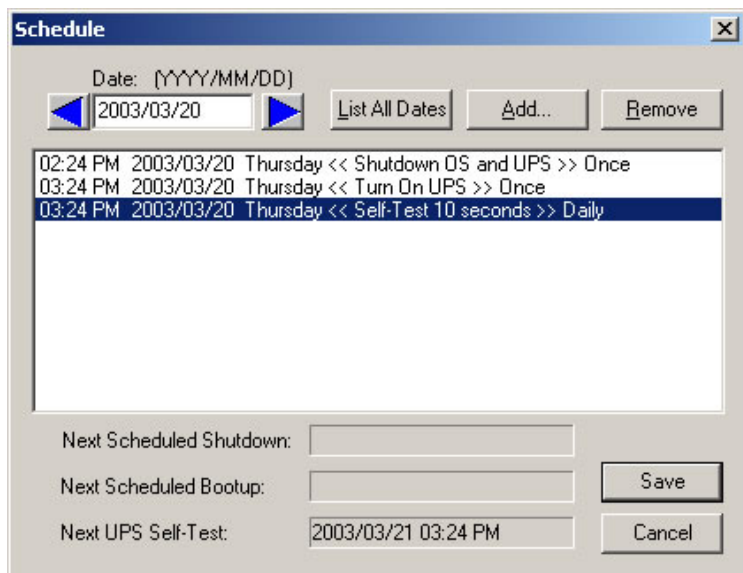 Schedule
Date: (YYYY/MM/DD)
2003/03/20
List All Dates
Add...
Remove
02:24 PM 2003/03/20 Thursday << Shutdown OS and UPS >> Once
03:24 PM 2003/03/20 Thursday << Turn On UPS >> Once
03:24 PM 2003/03/20 Thursday << Self-Test 10 seconds >> Daily
Next Scheduled Shutdown:
Next Scheduled Bootup:
Save
Next UPS Self-Test: 2003/03/21 03:24 PM
Cancel